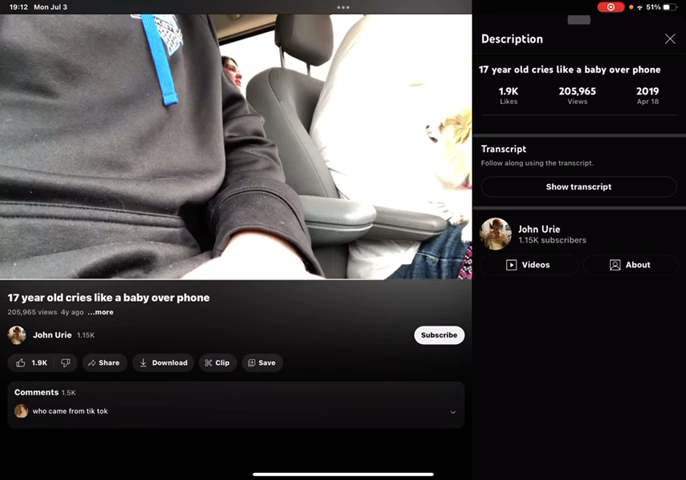 19:12 Mon Jul 3
51%
Description
17 year old cries like a baby over phone
1.9K 205,965 2019
Likes Views Apr 18
Transcript
Follow along using the transcript.
Show transcript
John Urie
1.15K subscribers
Videos About
17 year old cries like a baby over phone
205,965 views 4y ago ...more
John Urie 1.15K
Subscribe
1.9K Share Download Clip Save
Comments 1.5K
who came from tik tok